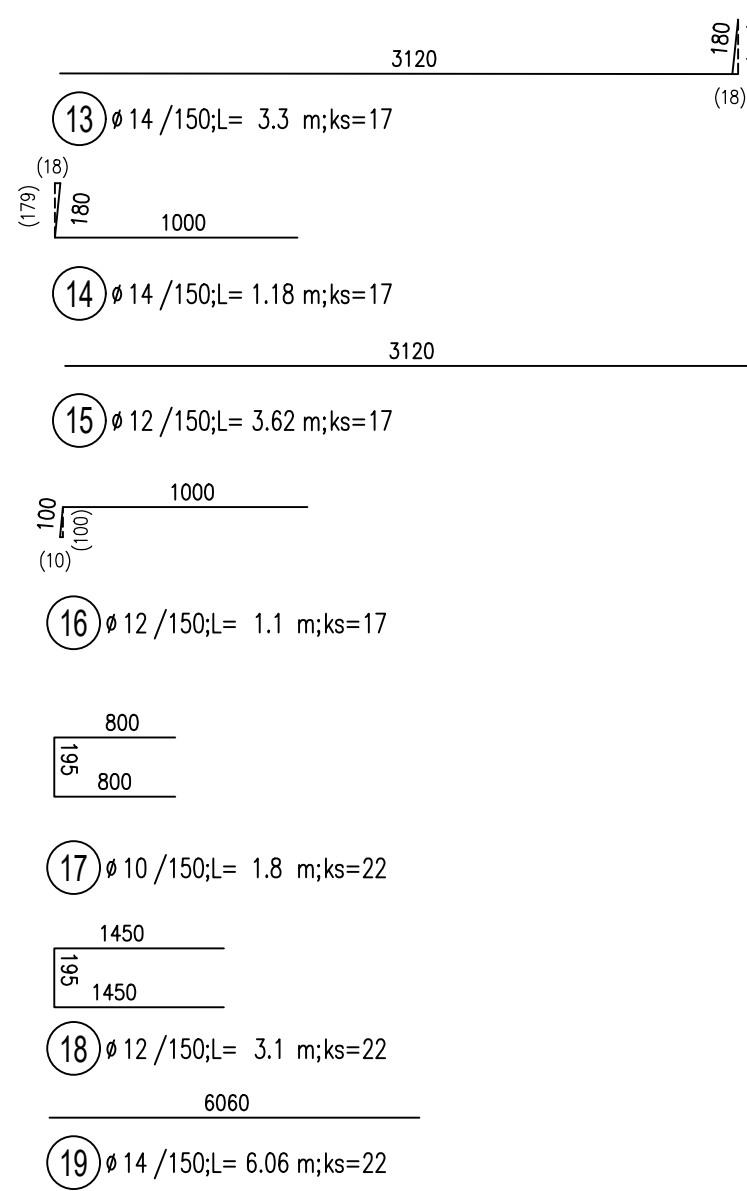 3120
180
(18)
13 ø 14 /150;L= 3.3 m;ks=17
(18)
(179)
180
1000
14 ø 14 /150;L= 1.18 m;ks=17
3120
15 ø 12 /150;L= 3.62 m;ks=17
1000
100
(100)
(10)
16 ø 12 /150;L= 1.1 m;ks=17
800
195
800
17 ø 10 /150;L= 1.8 m;ks=22
1450
195
1450
18 ø 12 /150;L= 3.1 m;ks=22
6060
19 ø 14 /150;L= 6.06 m;ks=22